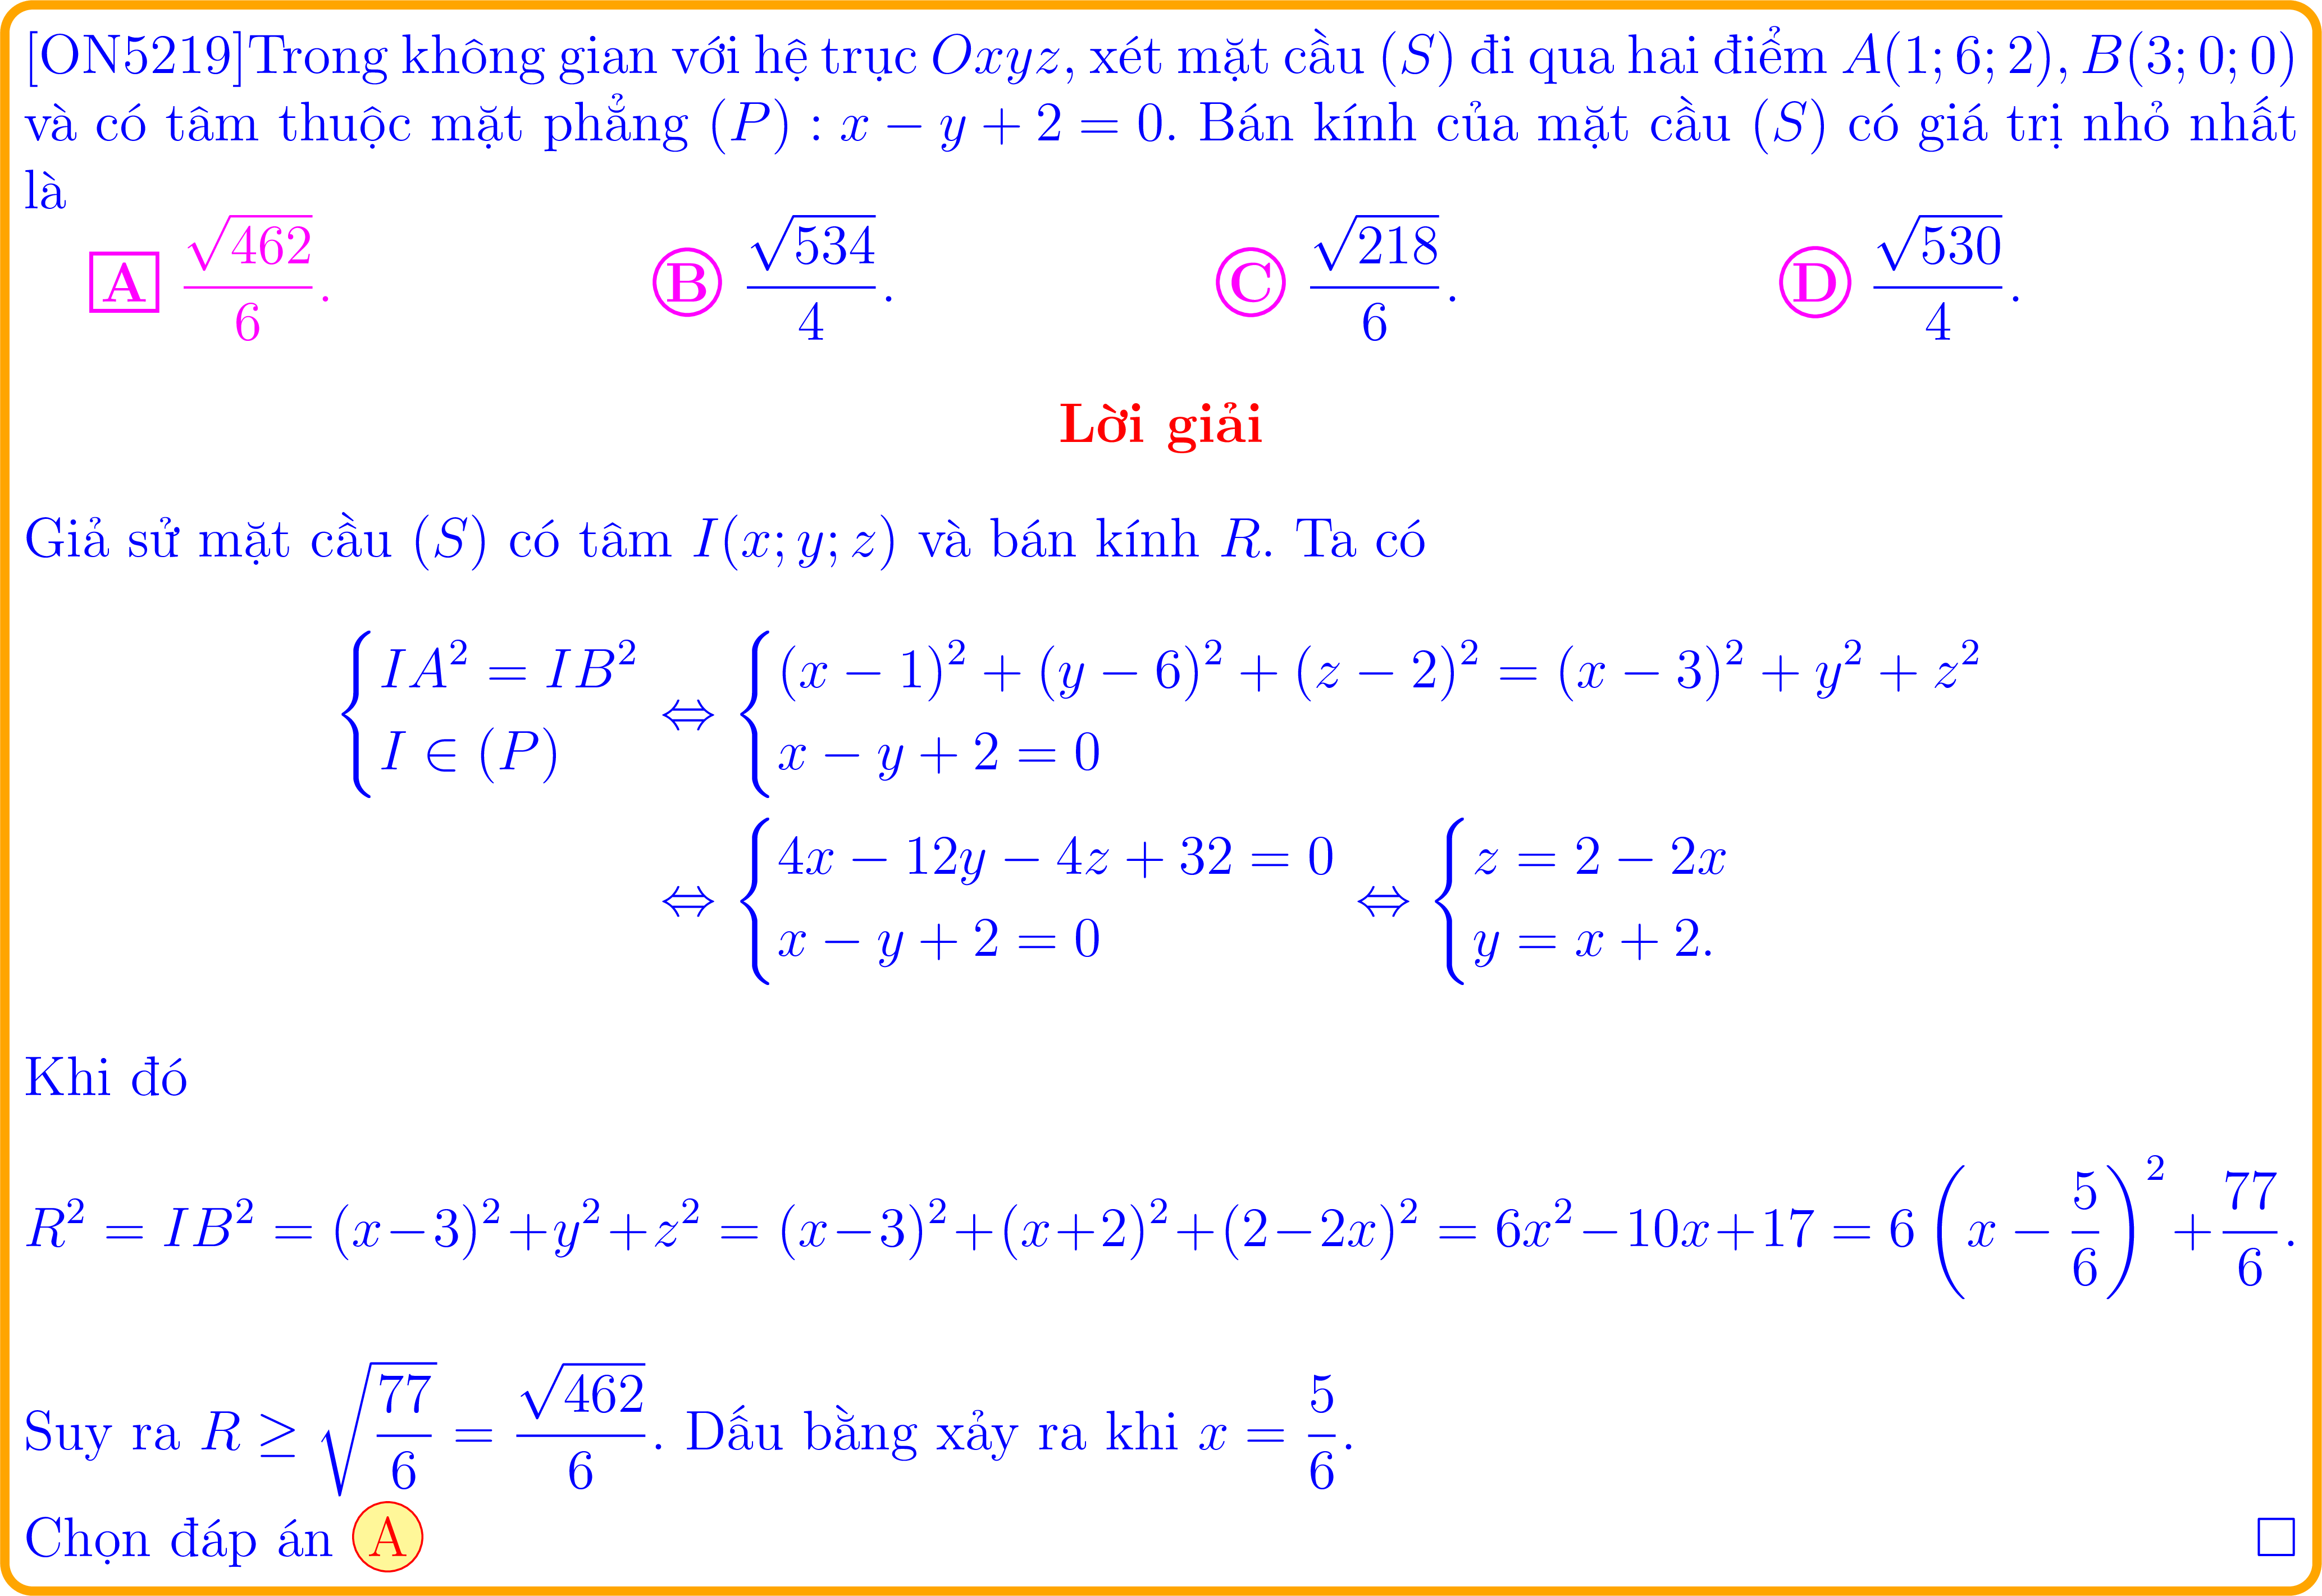 [ON5219]Trong không gian với hệ trục $Oxyz$, xét mặt cầu $(S)$ đi qua hai điểm $A(1;6;2), B(3;0;0)$
và có tâm thuộc mặt phẳng $(P): x - y + 2 = 0$. Bán kính của mặt cầu $(S)$ có giá trị nhỏ nhất
là
A $\frac{\sqrt{462}}{6}$. B $\frac{\sqrt{534}}{4}$. C $\frac{\sqrt{218}}{6}$. D $\frac{\sqrt{530}}{4}$.
Lời giải
Giả sử mặt cầu $(S)$ có tâm $I(x;y;z)$ và bán kính $R$. Ta có
$\begin{cases} IA^2 = IB^2 \\ I \in (P) \end{cases} \Leftrightarrow \begin{cases} (x-1)^2 + (y-6)^2 + (z-2)^2 = (x-3)^2 + y^2 + z^2 \\ x - y + 2 = 0 \end{cases}$
$\Leftrightarrow \begin{cases} 4x - 12y - 4z + 32 = 0 \\ x - y + 2 = 0 \end{cases} \Leftrightarrow \begin{cases} z = 2 - 2x \\ y = x + 2. \end{cases}$
Khi đó
$R^2 = IB^2 = (x-3)^2+y^2+z^2 = (x-3)^2+(x+2)^2+(2-2x)^2 = 6x^2-10x+17 = 6\left(x - \frac{5}{6}\right)^2+\frac{77}{6}.$
Suy ra $R \geq \sqrt{\frac{77}{6}} = \frac{\sqrt{462}}{6}$. Dấu bằng xảy ra khi $x = \frac{5}{6}$.
Chọn đáp án A □